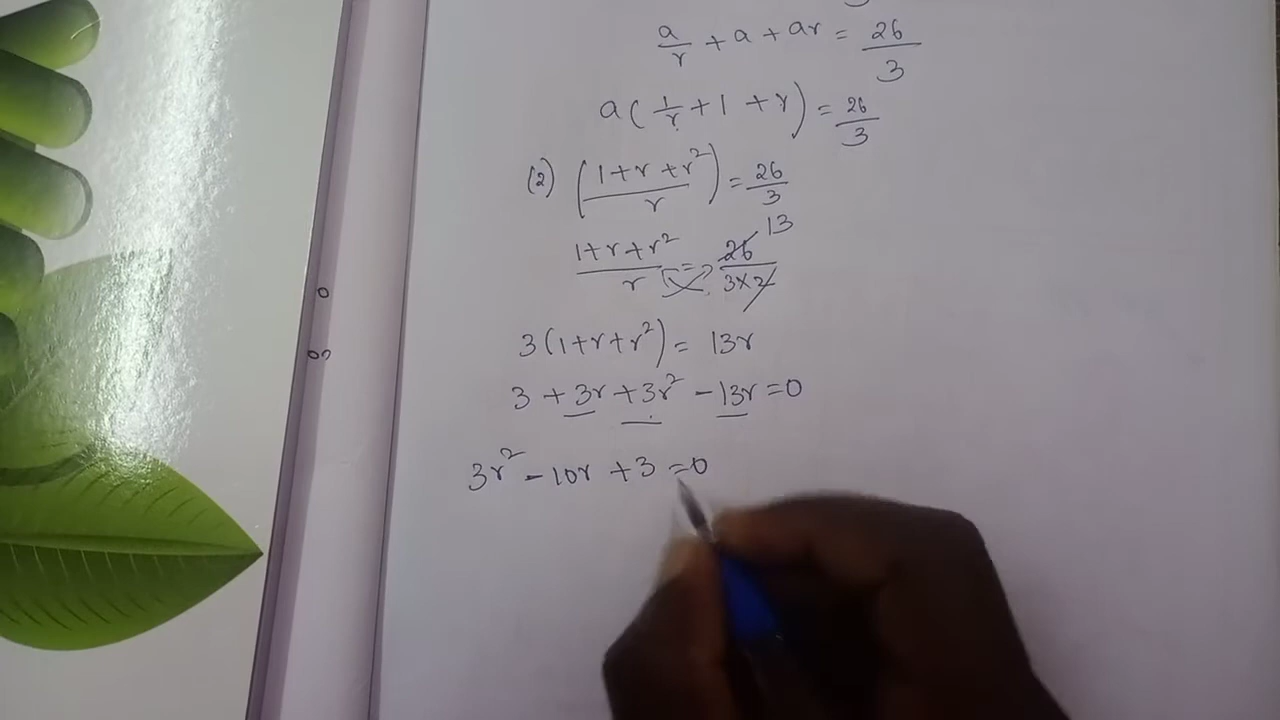 a/r + a + ar = 26/3
a(1/r + 1 + r) = 26/3
(2) ((1+r+r²)/r) = 26/3
(1+r+r²)/r = 26/(3×2) 13
3(1+r+r²) = 13r
3 + 3r + 3r² - 13r = 0
3r² - 10r + 3 = 0